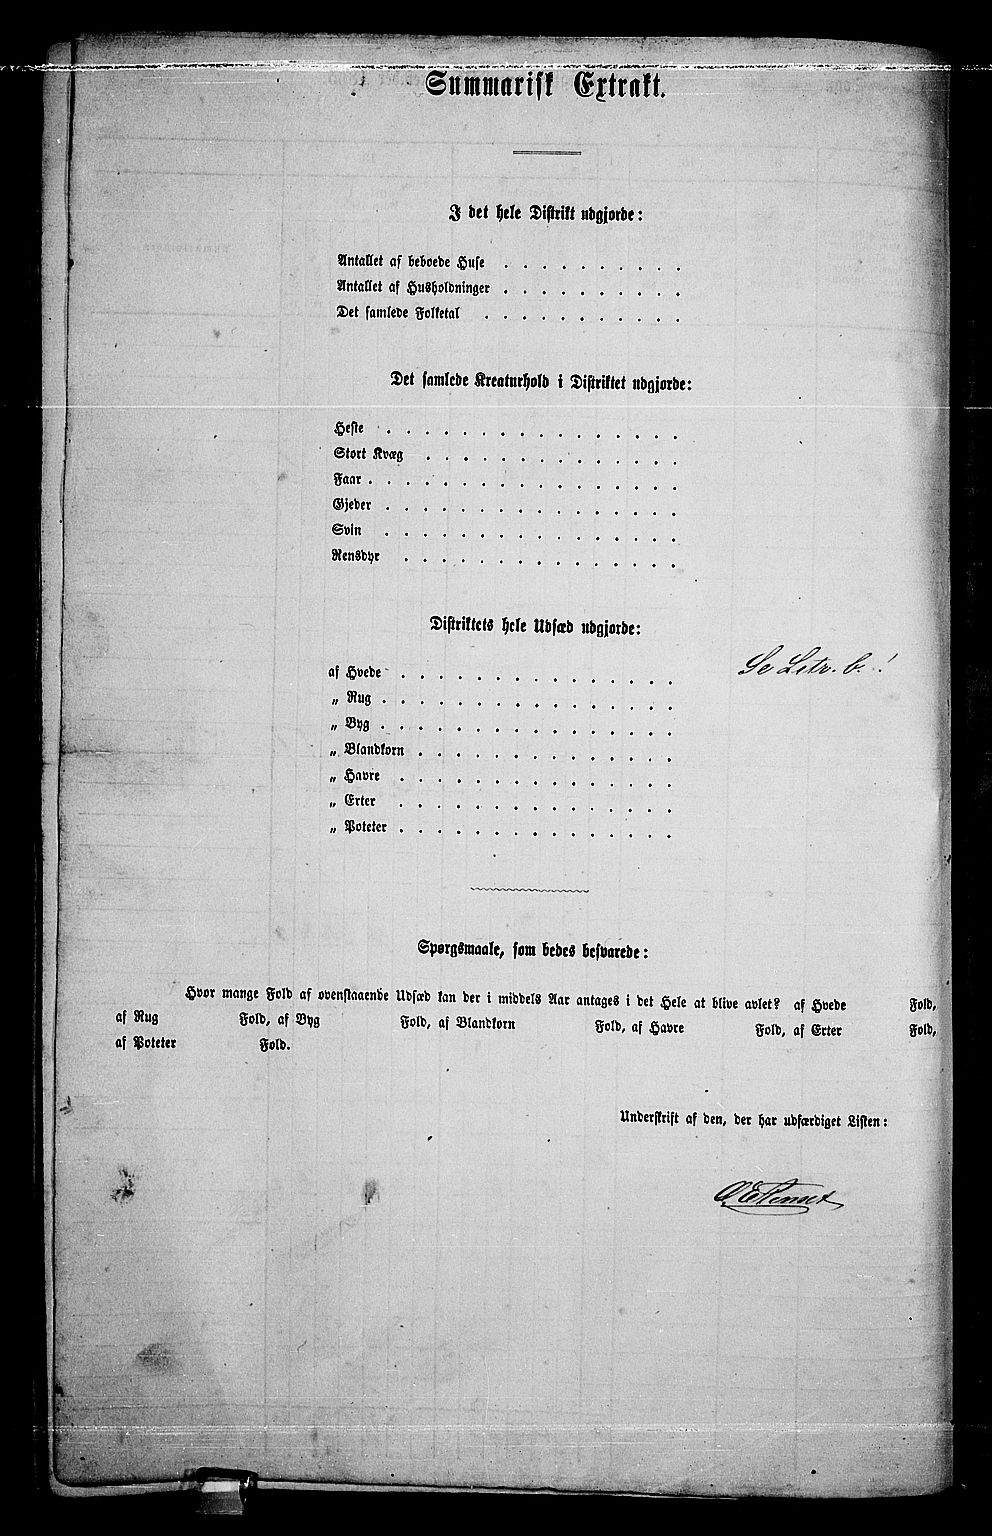 Summarisk Extrakt.
I det hele Distrikt udgjorde:
Antallet af beboede Huse . . . . . . . . . .
Antallet af Husholdninger . . . . . . . . . .
Det samlede Folketal . . . . . . . . . . .
Det samlede Kreaturhold i Distriktet udgjorde:
Heste . . . . . . . . . . . . . . . .
Stort Kvæg . . . . . . . . . . . . . .
Faar . . . . . . . . . . . . . . . . .
Gjeder . . . . . . . . . . . . . . . .
Svin . . . . . . . . . . . . . . . .
Rensdyr . . . . . . . . . . . . . . .
Distriktets hele Udsæd udgjorde:
af Hvede . . . . . . . . . . . . . . . Se Litr. b.!
„ Rug . . . . . . . . . . . . . . . .
„ Byg . . . . . . . . . . . . . . . .
„ Blandkorn . . . . . . . . . . . . . .
„ Havre . . . . . . . . . . . . . . .
„ Erter . . . . . . . . . . . . . . .
„ Poteter . . . . . . . . . . . . . . .
Spørgsmaale, som bedes besvarede:
Hvor mange Fold af ovenstaaende Udsæd kan der i middels Aar antages i det Hele at blive avlet? af Hvede Fold,
af Rug Fold, af Byg Fold, af Blandkorn Fold, af Havre Fold, af Erter Fold,
af Poteter Fold.
Underskrift af den, der har udfærdiget Listen: